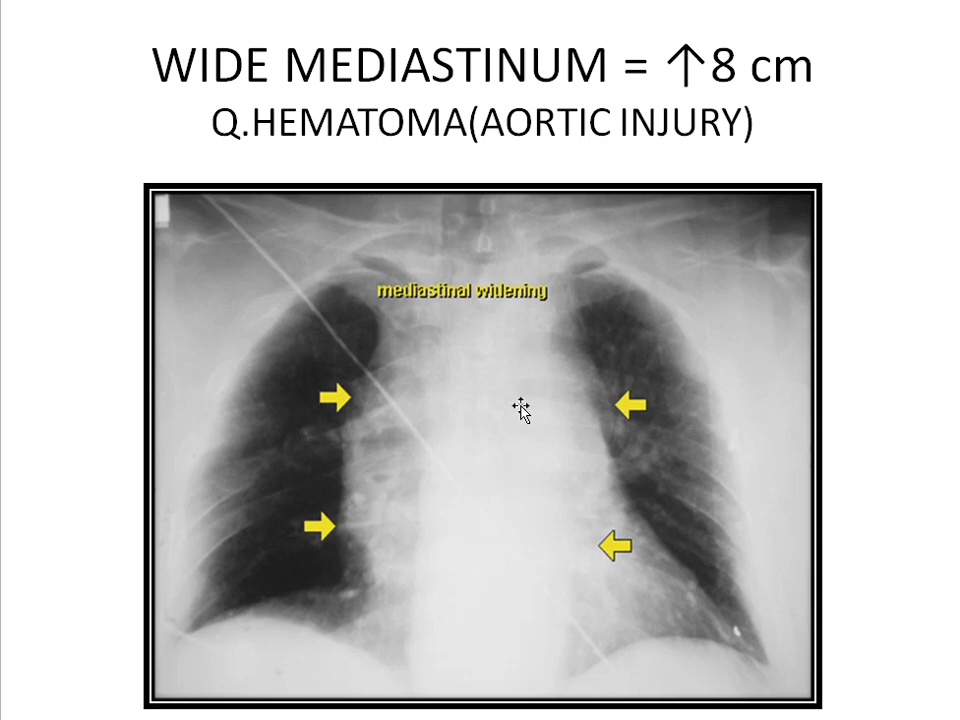 WIDE MEDIASTINUM = ↑8 cm
Q.HEMATOMA(AORTIC INJURY)
mediastinal widening